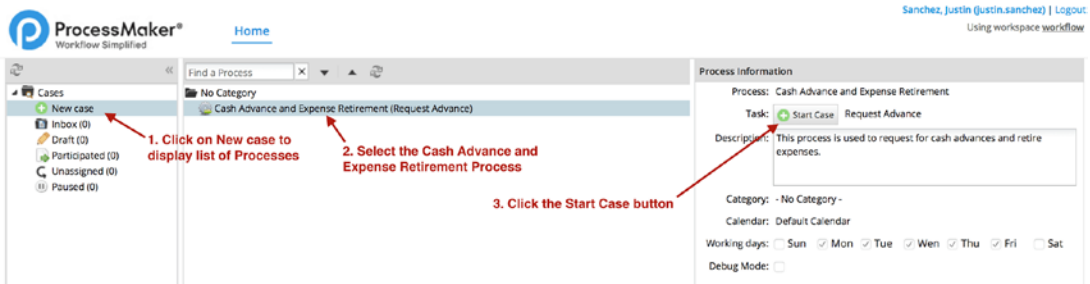 Sanchez, Justin (justin.sanchez) | Logout
Using workspace workflow
ProcessMaker®
Workflow Simplified
Home
Cases
New case
Inbox (0)
Draft (0)
Participated (0)
Unassigned (0)
Paused (0)
1. Click on New case to
display list of Processes
Find a Process
No Category
Cash Advance and Expense Retirement (Request Advance)
2. Select the Cash Advance and
Expense Retirement Process
3. Click the Start Case button
Process Information
Process: Cash Advance and Expense Retirement
Task: Start Case Request Advance
Description: This process is used to request for cash advances and retire
expenses.
Category: - No Category -
Calendar: Default Calendar
Working days: Sun Mon Tue Wen Thu Fri Sat
Debug Mode: